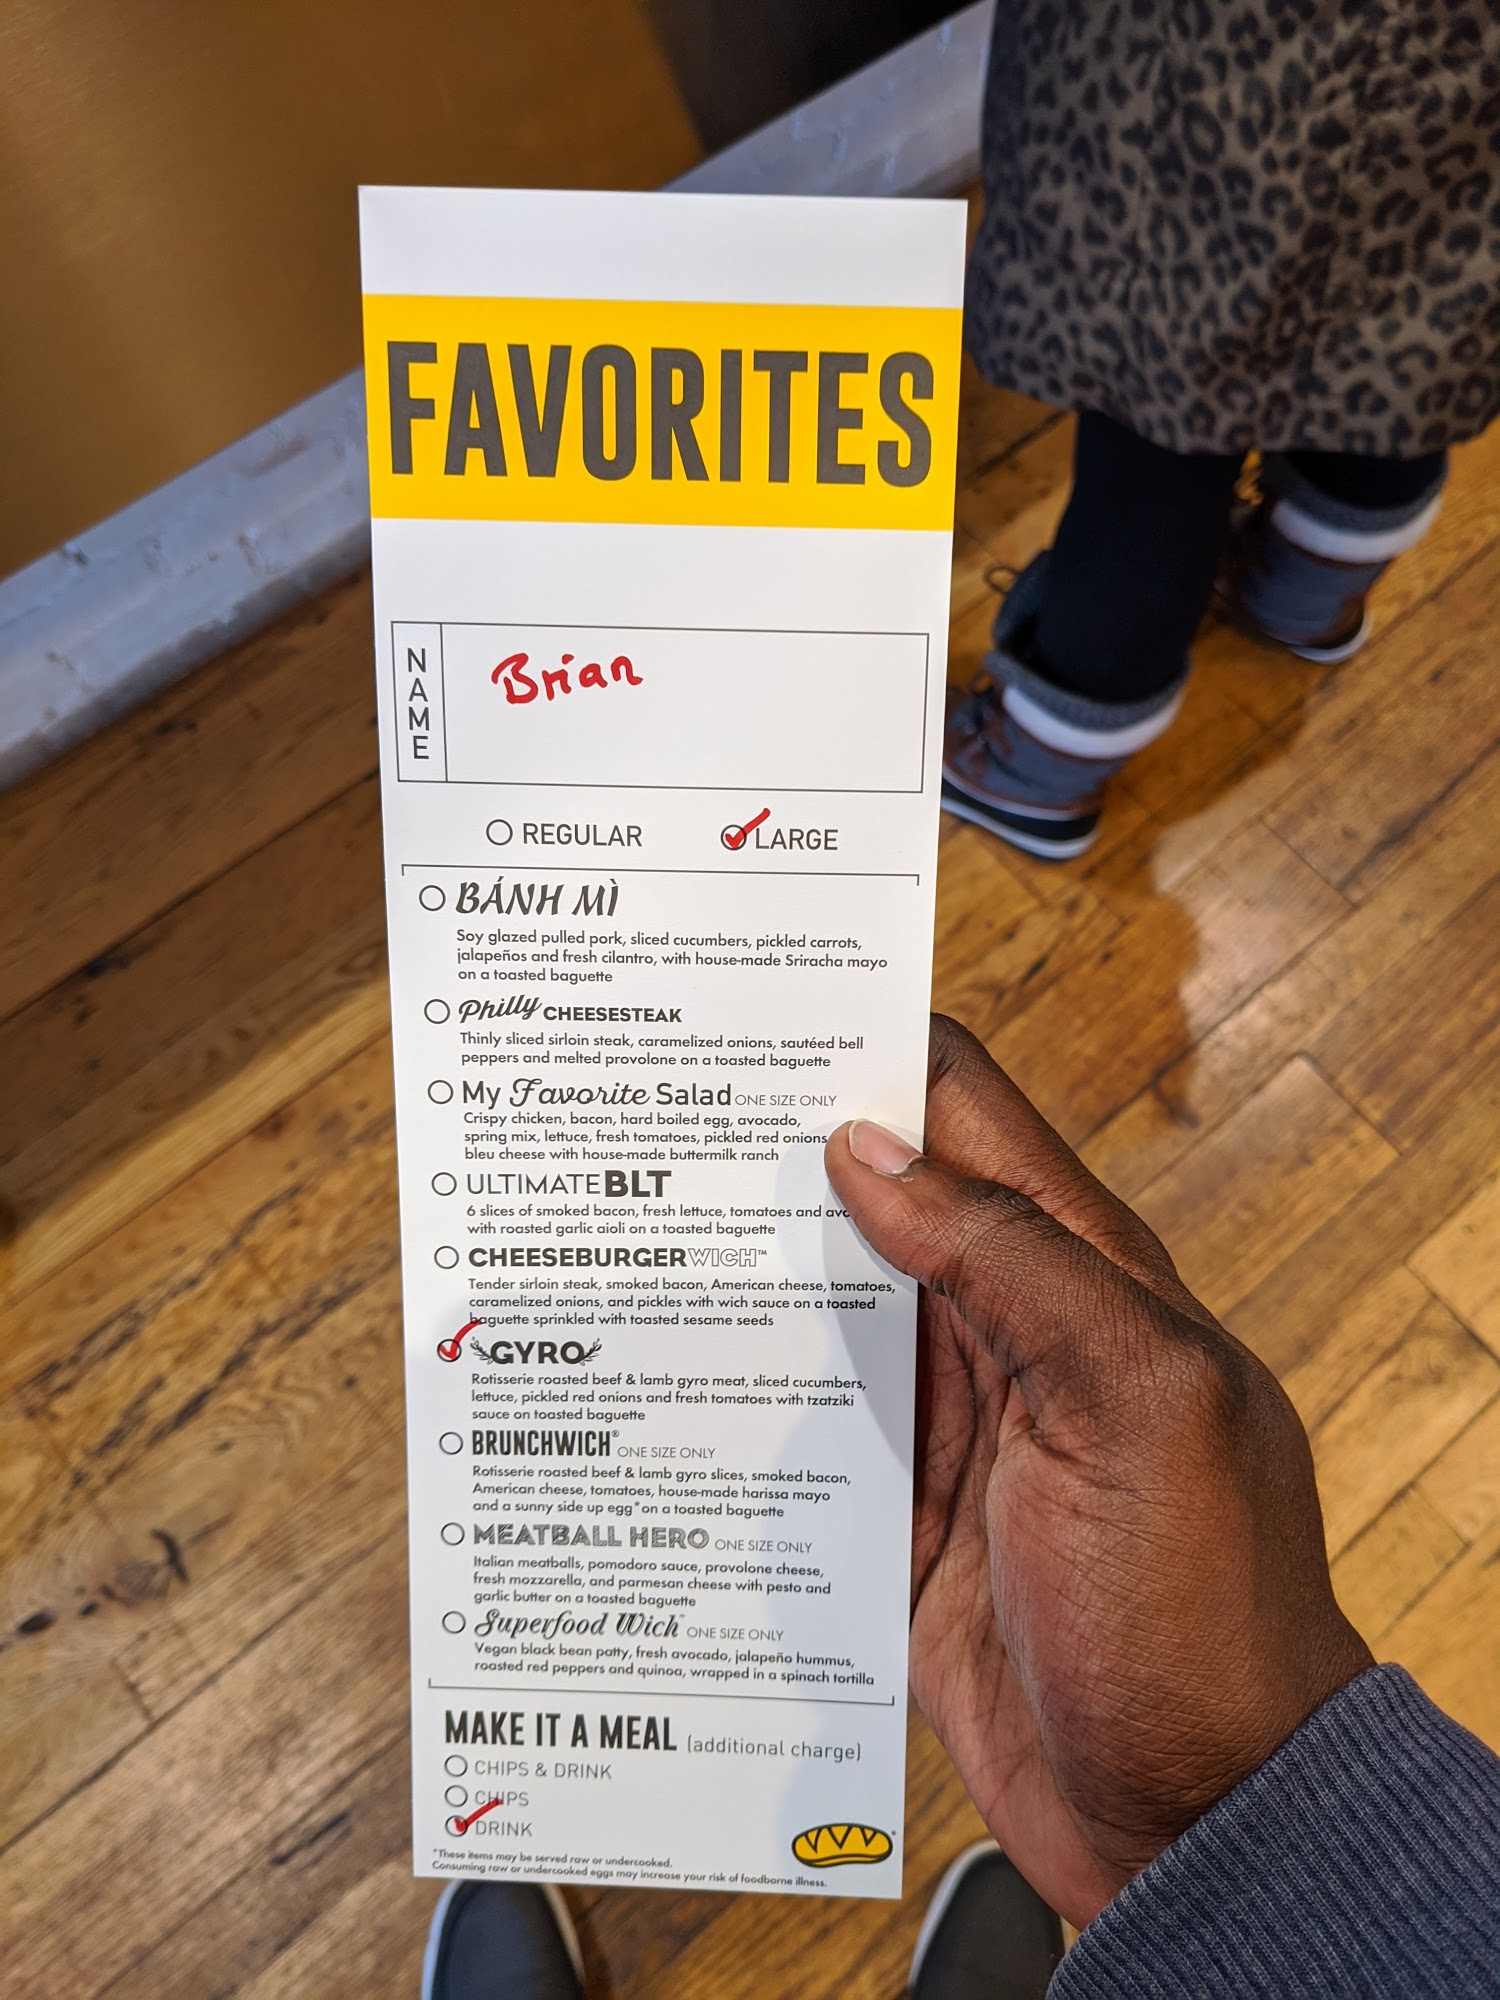 FAVORITES
NAME
Brian
REGULAR LARGE
BÁNH MÌ
Soy glazed pulled pork, sliced cucumbers, pickled carrots,
jalapeños and fresh cilantro, with house-made Sriracha mayo
on a toasted baguette
Philly CHEESESTEAK
Thinly sliced sirloin steak, caramelized onions, sautéed bell
peppers and melted provolone on a toasted baguette
My Favorite Salad ONE SIZE ONLY
Crispy chicken, bacon, hard boiled egg, avocado,
spring mix, lettuce, fresh tomatoes, pickled red onions
bleu cheese with house-made buttermilk ranch
ULTIMATE BLT
6 slices of smoked bacon, fresh lettuce, tomatoes and
with roasted garlic aioli on a toasted baguette
CHEESEBURGERWICH™
Tender sirloin steak, smoked bacon, American cheese, tomatoes,
caramelized onions, and pickles with wich sauce on a toasted
baguette sprinkled with toasted sesame seeds
GYRO
Rotisserie roasted beef & lamb gyro meat, sliced cucumbers,
lettuce, pickled red onions and fresh tomatoes with tzatziki
sauce on toasted baguette
BRUNCHWICH® ONE SIZE ONLY
Rotisserie roasted beef & lamb gyro slices, smoked bacon,
American cheese, tomatoes, house-made harissa mayo
and a sunny side up egg* on a toasted baguette
MEATBALL HERO ONE SIZE ONLY
Italian meatballs, pomodoro sauce, provolone cheese,
fresh mozzarella, and parmesan cheese with pesto and
garlic butter on a toasted baguette
Superfood Wich™ ONE SIZE ONLY
Vegan black bean patty, fresh avocado, jalapeño hummus,
roasted red peppers and quinoa, wrapped in a spinach tortilla
MAKE IT A MEAL (additional charge)
CHIPS & DRINK
CHIPS
DRINK
*These items may be served raw or undercooked.
Consuming raw or undercooked eggs may increase your risk of foodborne illness.